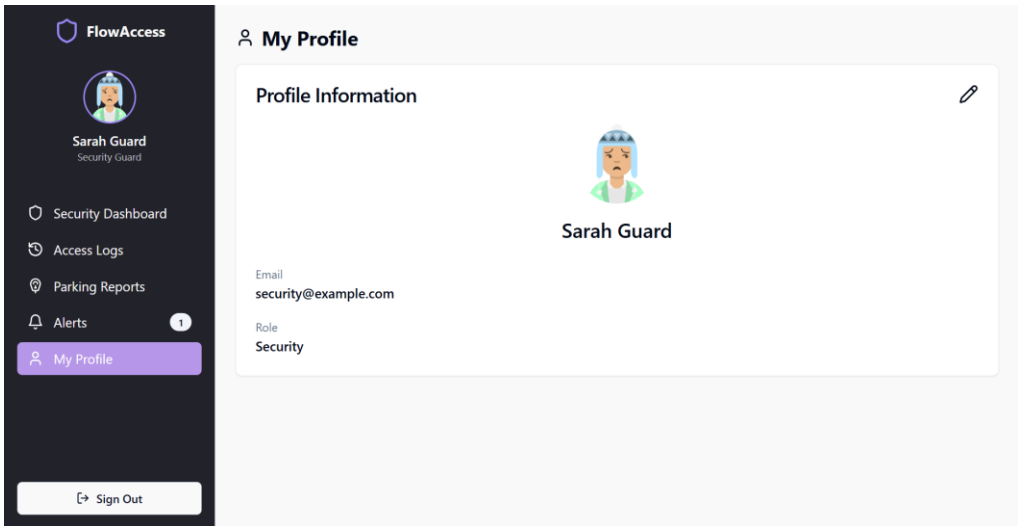 FlowAccess
Sarah Guard
Security Guard
Security Dashboard
Access Logs
Parking Reports
Alerts 1
My Profile
Sign Out
My Profile
Profile Information
Sarah Guard
Email
security@example.com
Role
Security